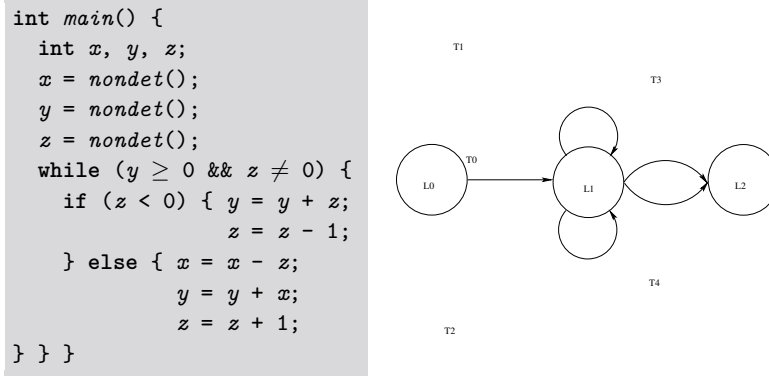 int main() {
int x, y, z;
x = nondet();
y = nondet();
z = nondet();
while (y ≥ 0 && z ≠ 0) {
if (z < 0) { y = y + z;
z = z - 1;
} else { x = x - z;
y = y + x;
z = z + 1;
} } }
T1
T3
T0
L0
L1
L2
T4
T2